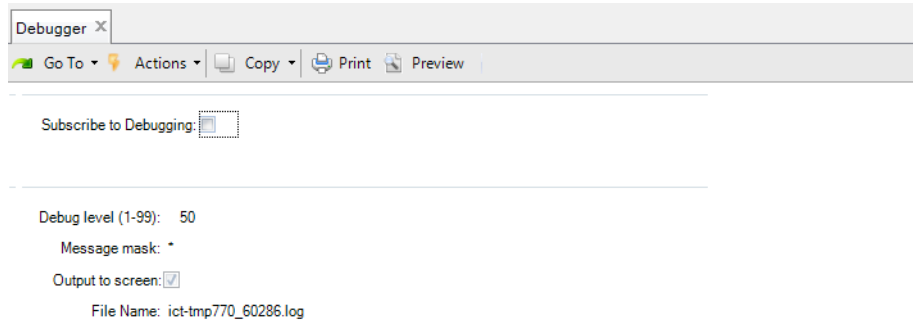 Debugger
Go To Actions Copy Print Preview
Subscribe to Debugging:
Debug level (1-99): 50
Message mask: *
Output to screen:
File Name: ict-tmp770_60286.log